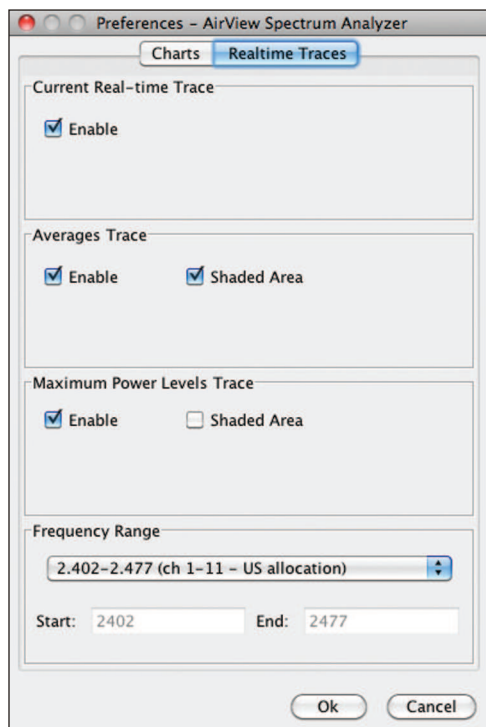 Preferences – AirView Spectrum Analyzer
Charts Realtime Traces
Current Real-time Trace
Enable
Averages Trace
Enable Shaded Area
Maximum Power Levels Trace
Enable Shaded Area
Frequency Range
2.402-2.477 (ch 1-11 – US allocation)
Start: 2402 End: 2477
Ok Cancel